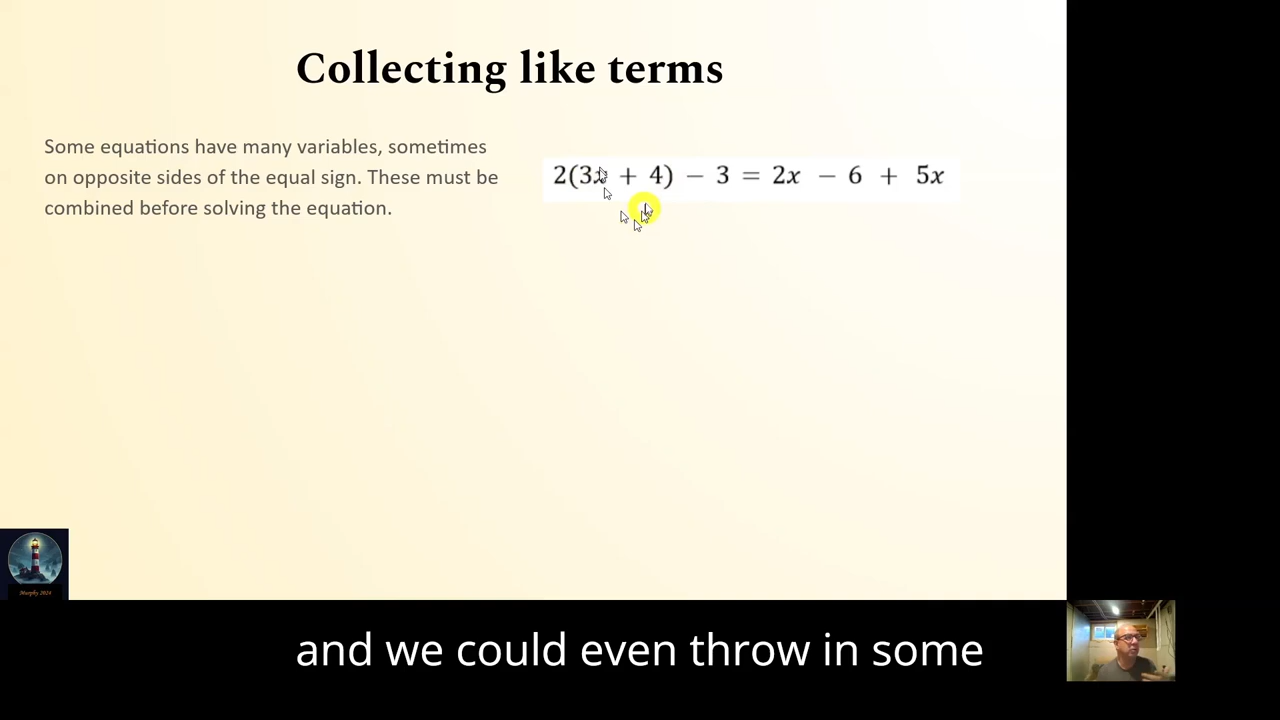 Collecting like terms
Some equations have many variables, sometimes
on opposite sides of the equal sign. These must be
combined before solving the equation.
2(3x + 4) − 3 = 2x − 6 + 5x
Murphy 2024
and we could even throw in some